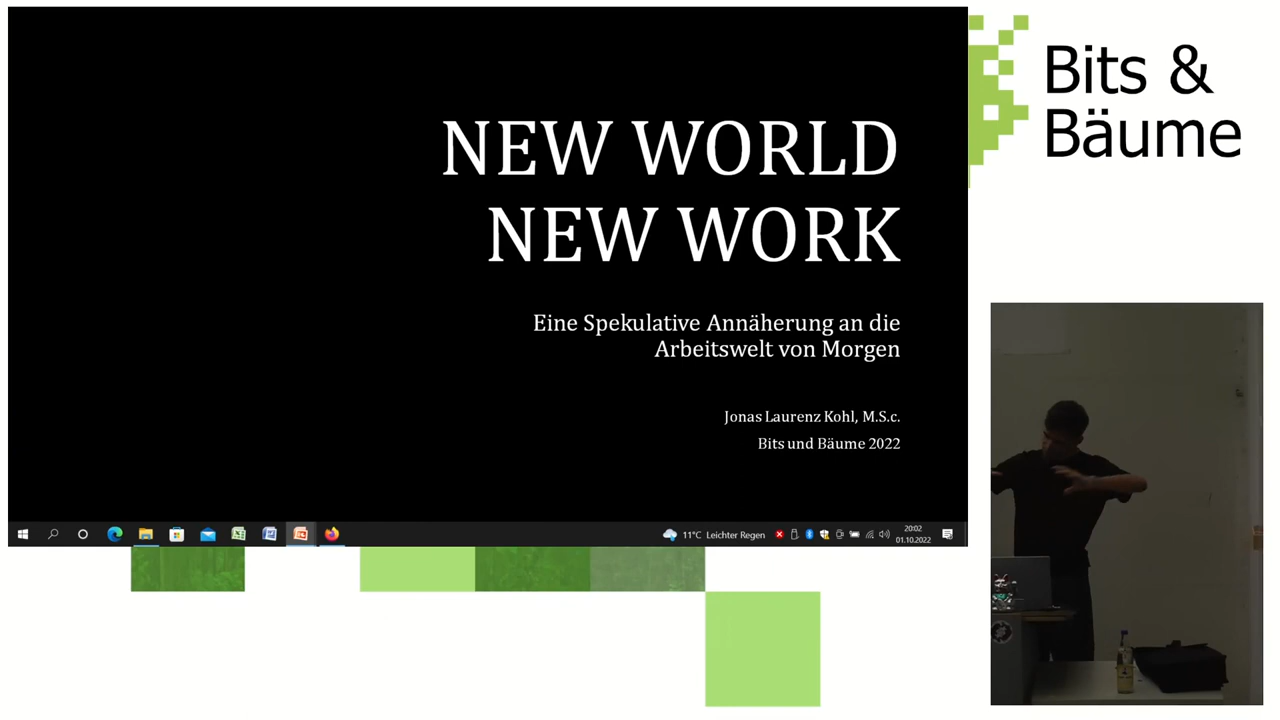 NEW WORLD
NEW WORK
Eine Spekulative Annäherung an die
Arbeitswelt von Morgen
Jonas Laurenz Kohl, M.S.c.
Bits und Bäume 2022
11°C Leichter Regen
20:02
01.10.2022
Bits &
Bäume